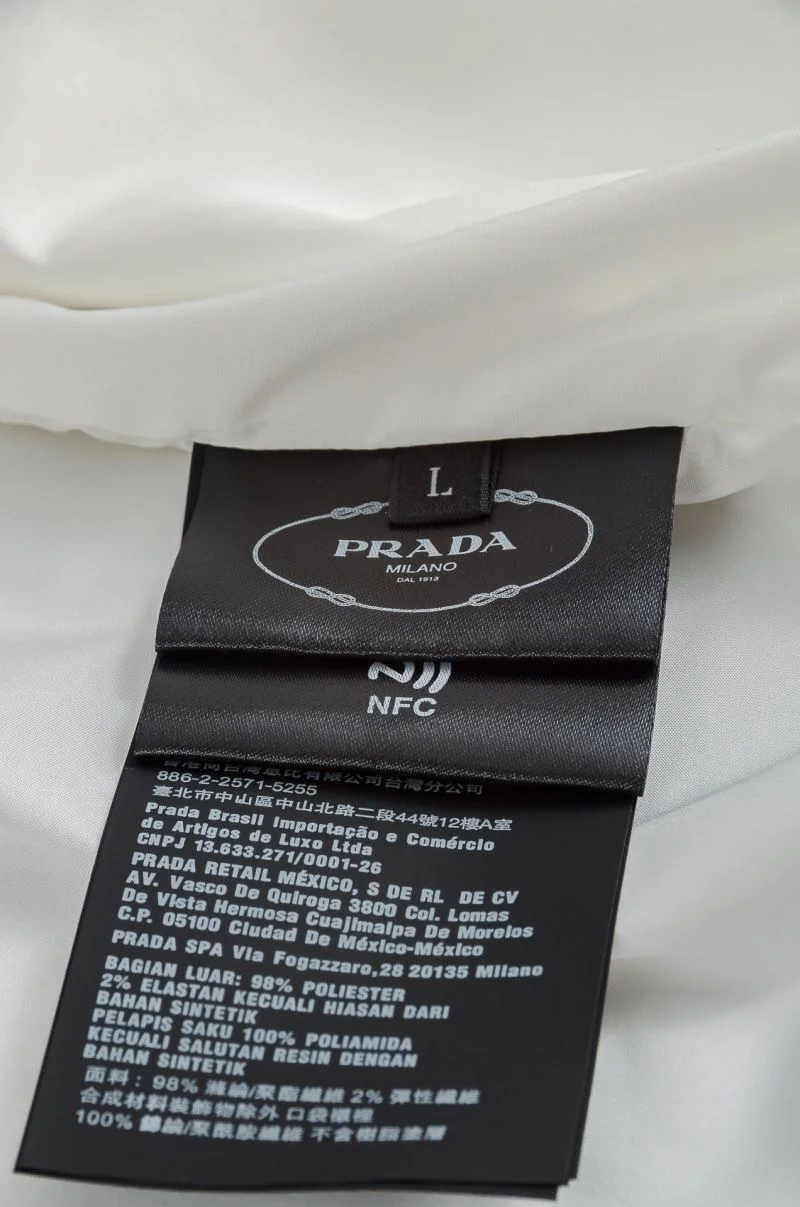 L
PRADA
MILANO
DAL 1913
NFC
886-2-2571-5255
臺北市中山區中山北路二段44號12樓A室
Prada Brasil Importação e Comércio
de Artigos de Luxo Ltda
CNPJ 13.633.271/0001-26
PRADA RETAIL MÉXICO, S DE RL DE CV
AV. Vasco De Quiroga 3800 Col. Lomas
De Vista Hermosa Cuajimalpa De Morelos
C.P. 05100 Ciudad De México-México
PRADA SPA Via Fogazzaro,28 20135 Milano
BAGIAN LUAR: 98% POLIESTER
2% ELASTAN KECUALI HIASAN DARI
BAHAN SINTETIK
PELAPIS SAKU 100% POLIAMIDA
KECUALI SALUTAN RESIN DENGAN
BAHAN SINTETIK
面料：98% 滌綸/聚酯纖維 2% 彈性纖維
合成材料裝飾物除外 口袋襯裡
100% 錦綸/聚酰胺纖維 不含樹脂塗層